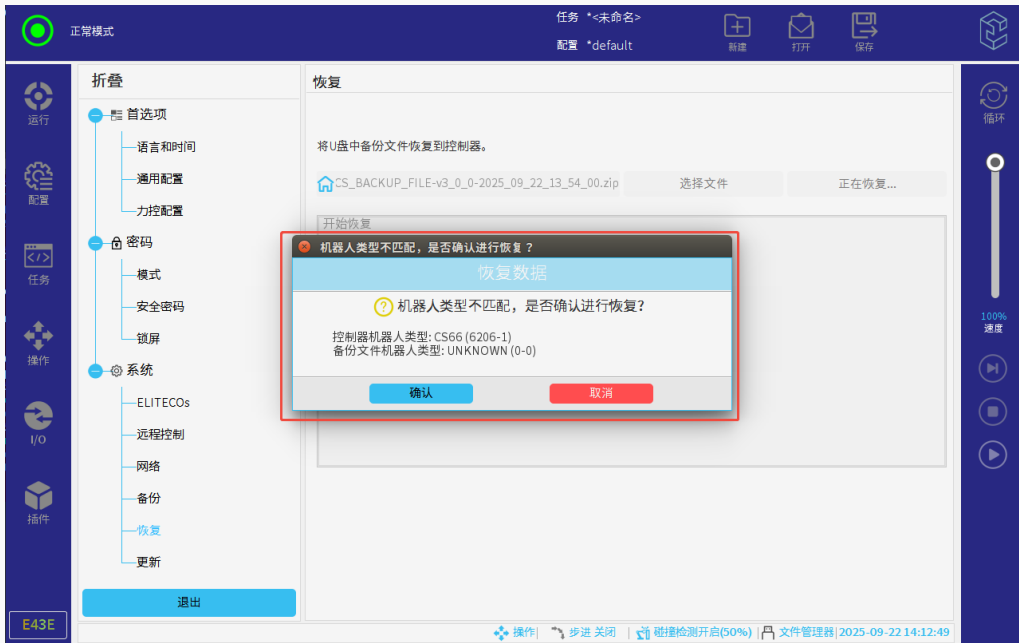 正常模式
任务 *<未命名>
配置 *default
新建
打开
保存
运行
配置
任务
操作
I/O
插件
E43E
折叠
首选项
语言和时间
通用配置
力控配置
密码
模式
安全密码
锁屏
系统
ELITECOs
远程控制
网络
备份
恢复
更新
退出
恢复
将U盘中备份文件恢复到控制器。
CS_BACKUP_FILE-v3_0_0-2025_09_22_13_54_00.zip
选择文件
正在恢复...
开始恢复
机器人类型不匹配，是否确认进行恢复？
恢复数据
机器人类型不匹配，是否确认进行恢复?
控制器机器人类型: CS66 (6206-1)
备份文件机器人类型: UNKNOWN (0-0)
确认
取消
循环
100%
速度
操作| 步进 关闭 | 碰撞检测开启(50%) | 文件管理器| 2025-09-22 14:12:49